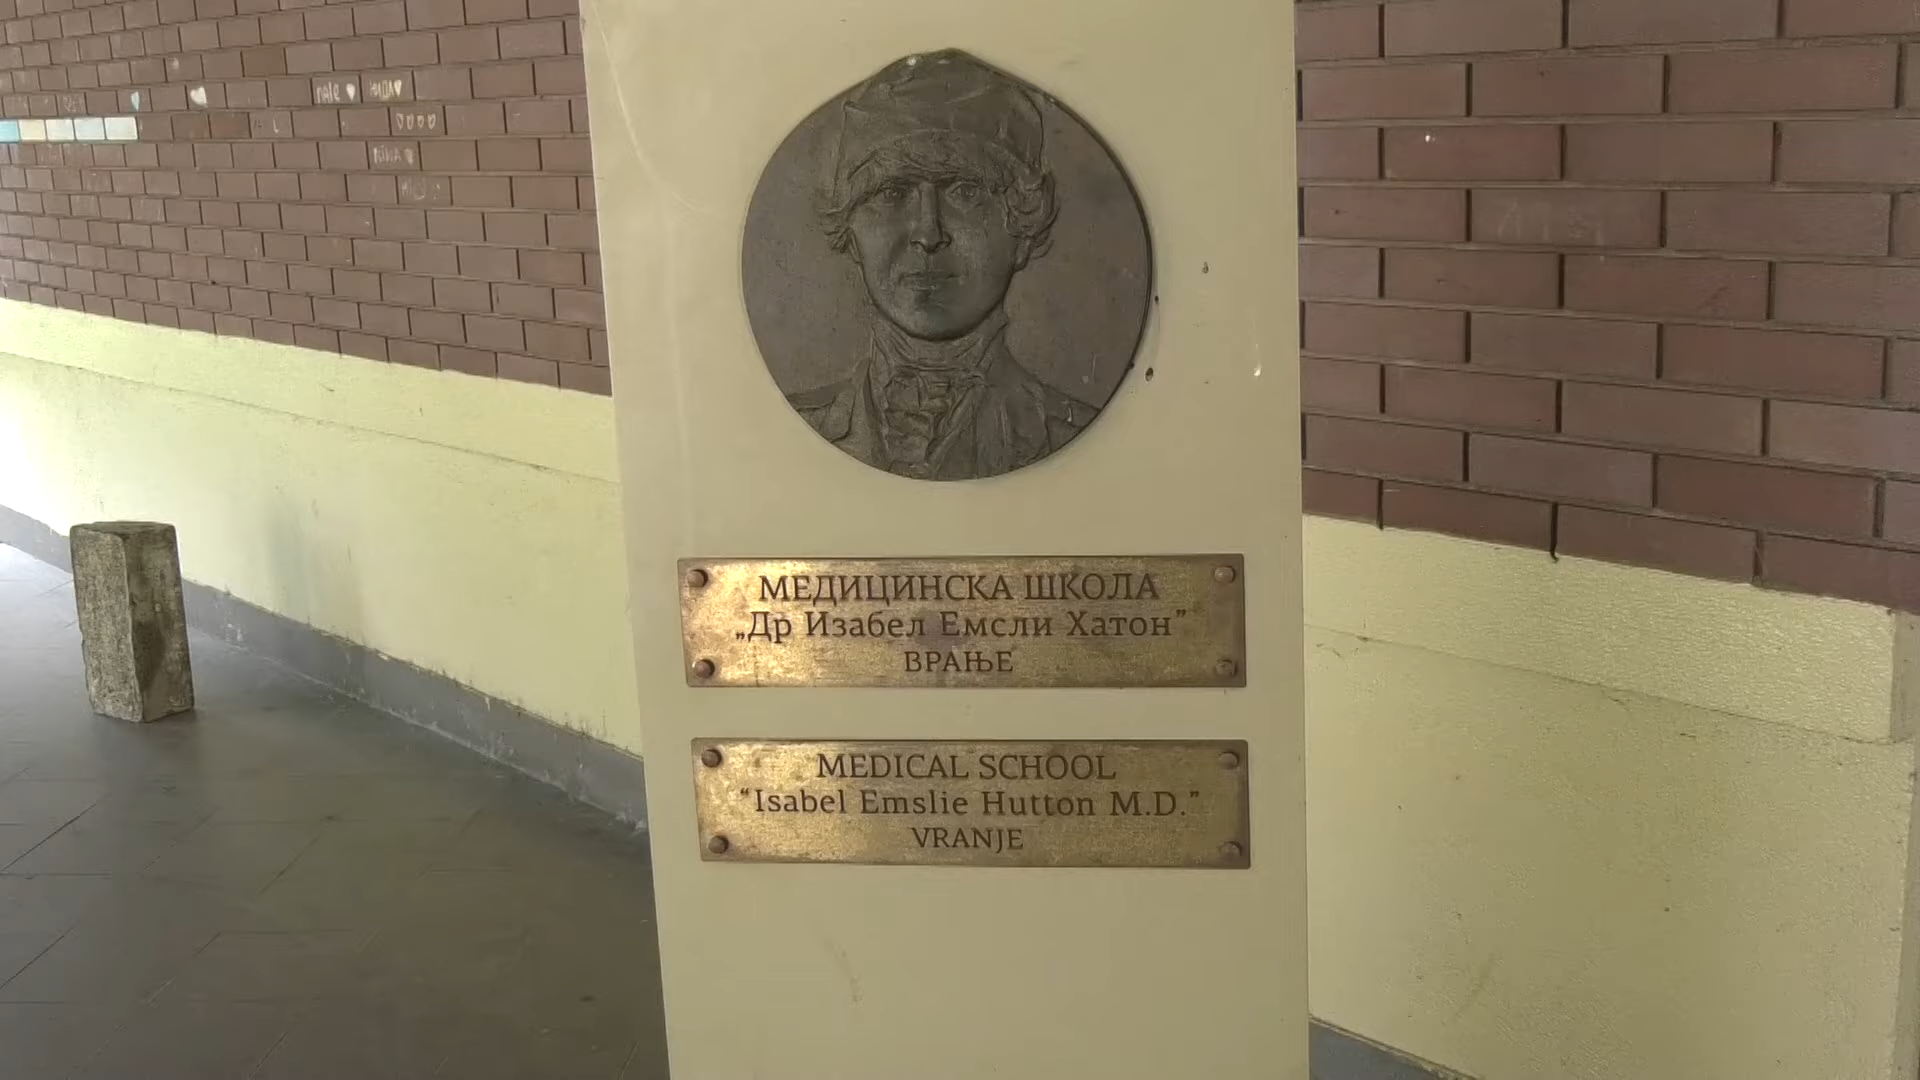 МЕДИЦИНСКА ШКОЛА
„Др Изабел Емсли Хатон”
ВРАЊЕ
MEDICAL SCHOOL
“Isabel Emslie Hutton M.D.”
VRANJE